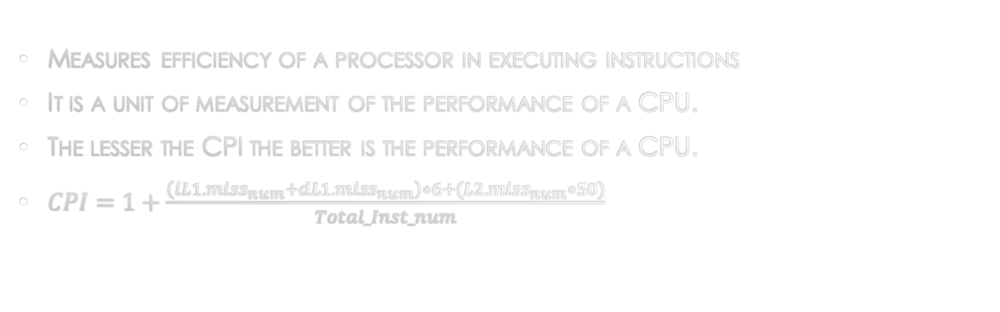 • Measures efficiency of a processor in executing instructions
• It is a unit of measurement of the performance of a CPU.
• The lesser the CPI the better is the performance of a CPU.
• CPI = 1 + \frac{(iL1.miss_{num}+dL1.miss_{num})*6+(L2.miss_{num}*50)}{Total\_Inst\_num}